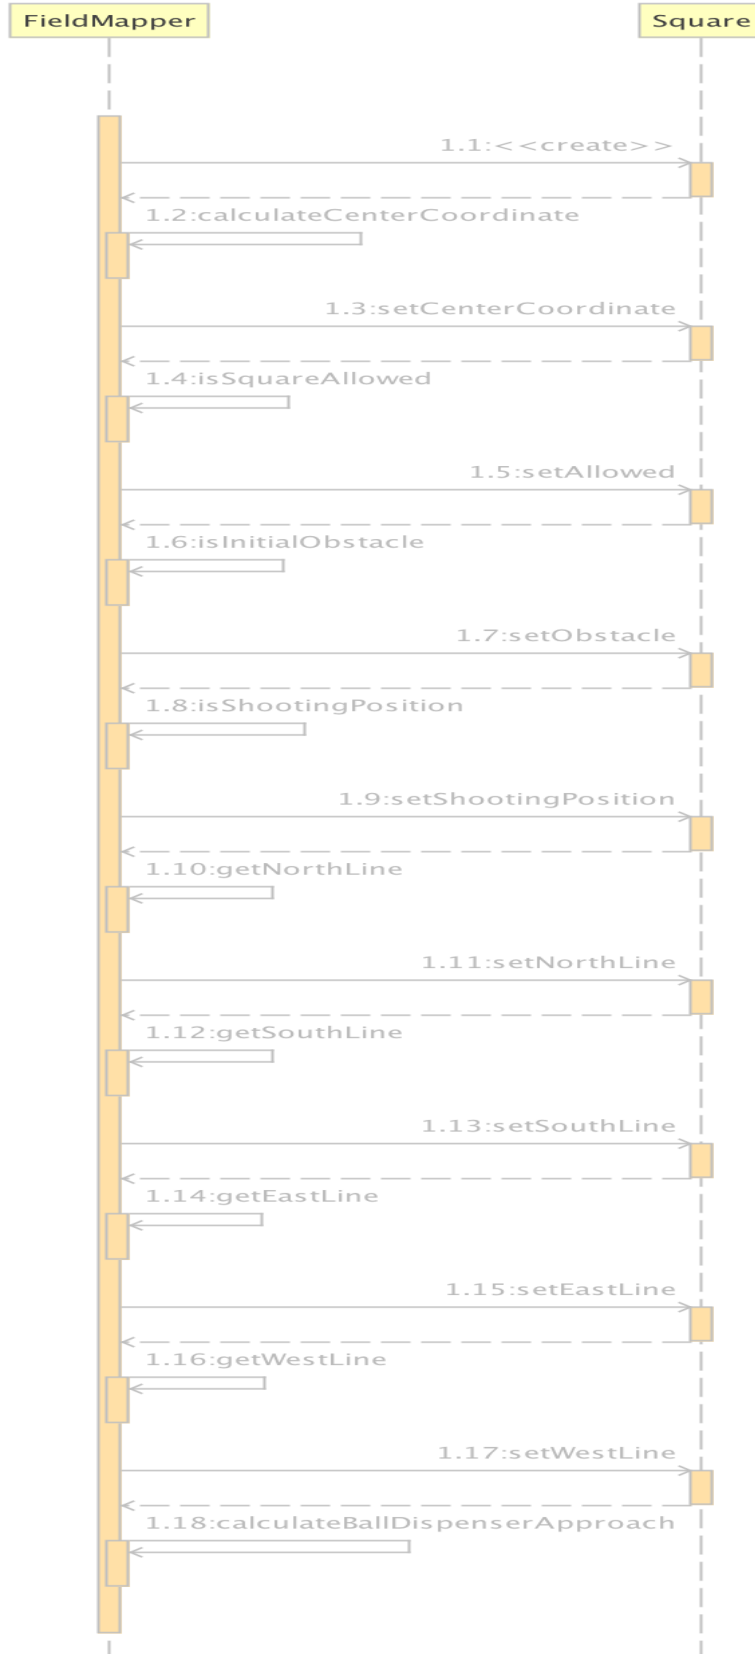 FieldMapper Square
1.1:<<create>>
1.2:calculateCenterCoordinate
1.3:setCenterCoordinate
1.4:isSquareAllowed
1.5:setAllowed
1.6:isInitialObstacle
1.7:setObstacle
1.8:isShootingPosition
1.9:setShootingPosition
1.10:getNorthLine
1.11:setNorthLine
1.12:getSouthLine
1.13:setSouthLine
1.14:getEastLine
1.15:setEastLine
1.16:getWestLine
1.17:setWestLine
1.18:calculateBallDispenserApproach